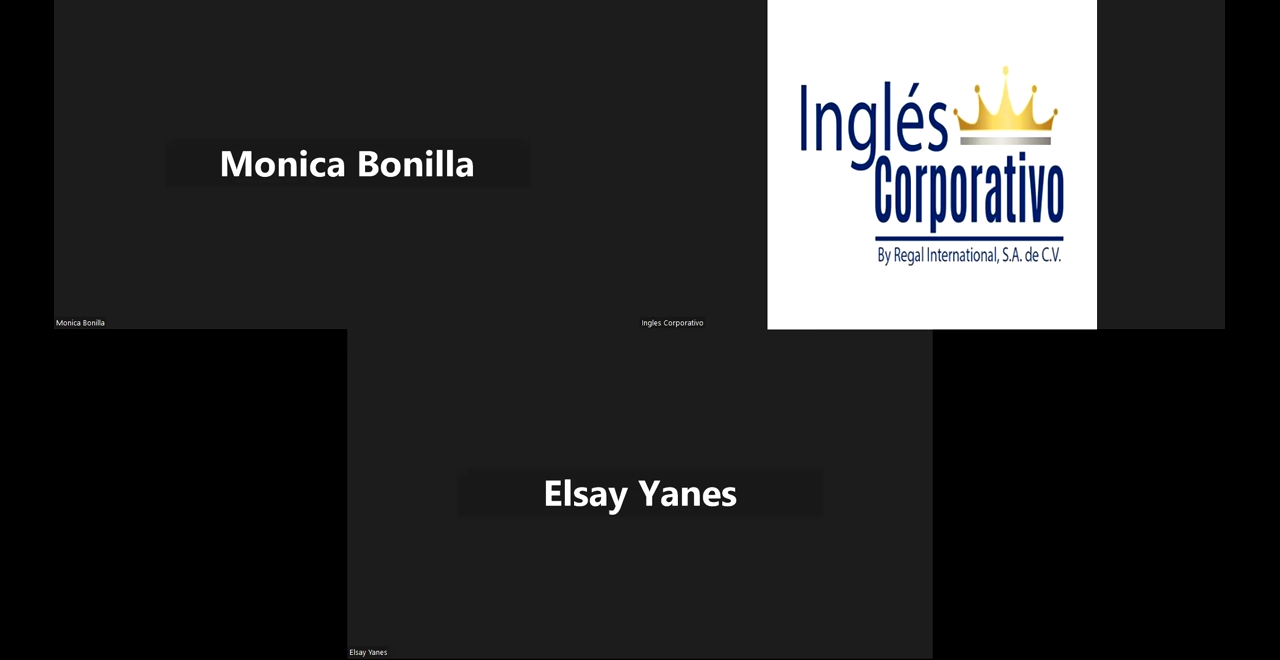 Monica Bonilla
Monica Bonilla
Inglés
Corporativo
By Regal International, S.A. de C.V.
Ingles Corporativo
Elsay Yanes
Elsay Yanes